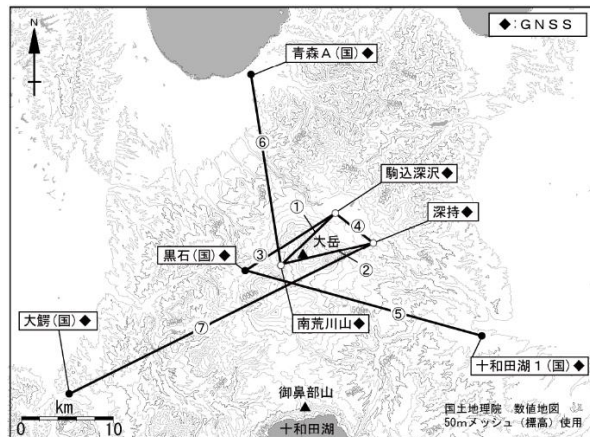 ◆:GNSS
N
青森A(国)◆
⑥
駒込深沢◆
①
④
深持◆
大岳
黒石(国)◆
③
②
大鰐(国)◆
⑦
南荒川山◆
⑤
十和田湖1(国)◆
御鼻部山
km
0
10
十和田湖
国土地理院 数値地図
50mメッシュ(標高)使用